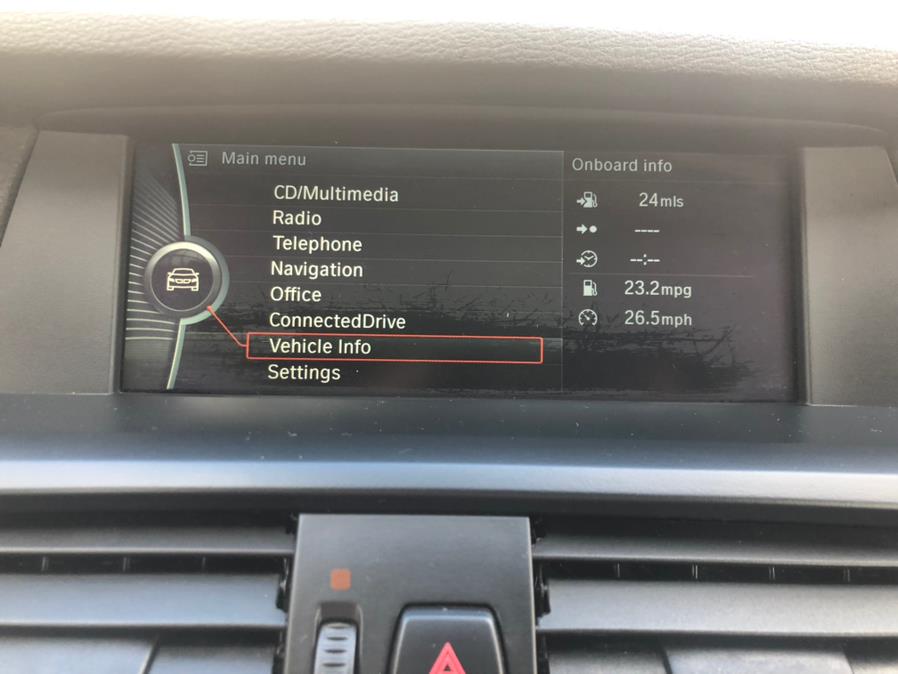 Main menu
CD/Multimedia
Radio
Telephone
Navigation
Office
ConnectedDrive
Vehicle Info
Settings
Onboard info
24mls
----
--:--
23.2mpg
26.5mph